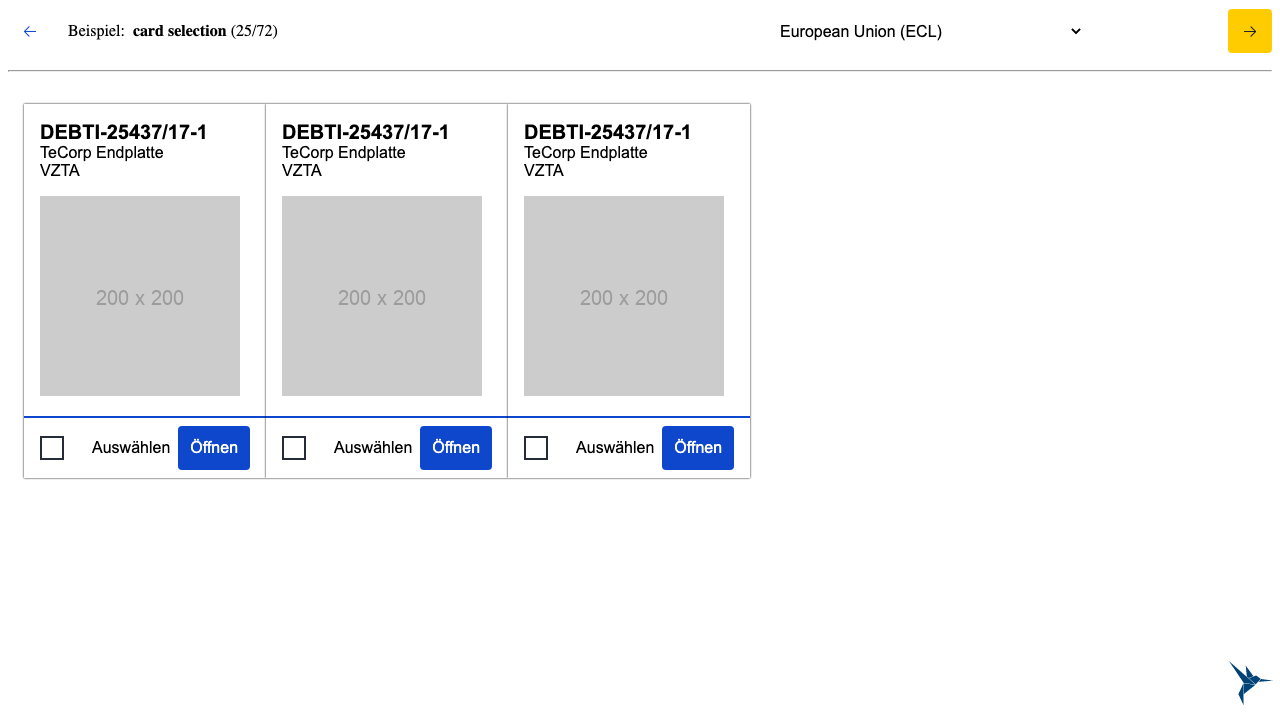 Beispiel: card selection (25/72)
European Union (ECL)
DEBTI-25437/17-1
TeCorp Endplatte
VZTA
200 x 200
Auswählen Öffnen
DEBTI-25437/17-1
TeCorp Endplatte
VZTA
200 x 200
Auswählen Öffnen
DEBTI-25437/17-1
TeCorp Endplatte
VZTA
200 x 200
Auswählen Öffnen